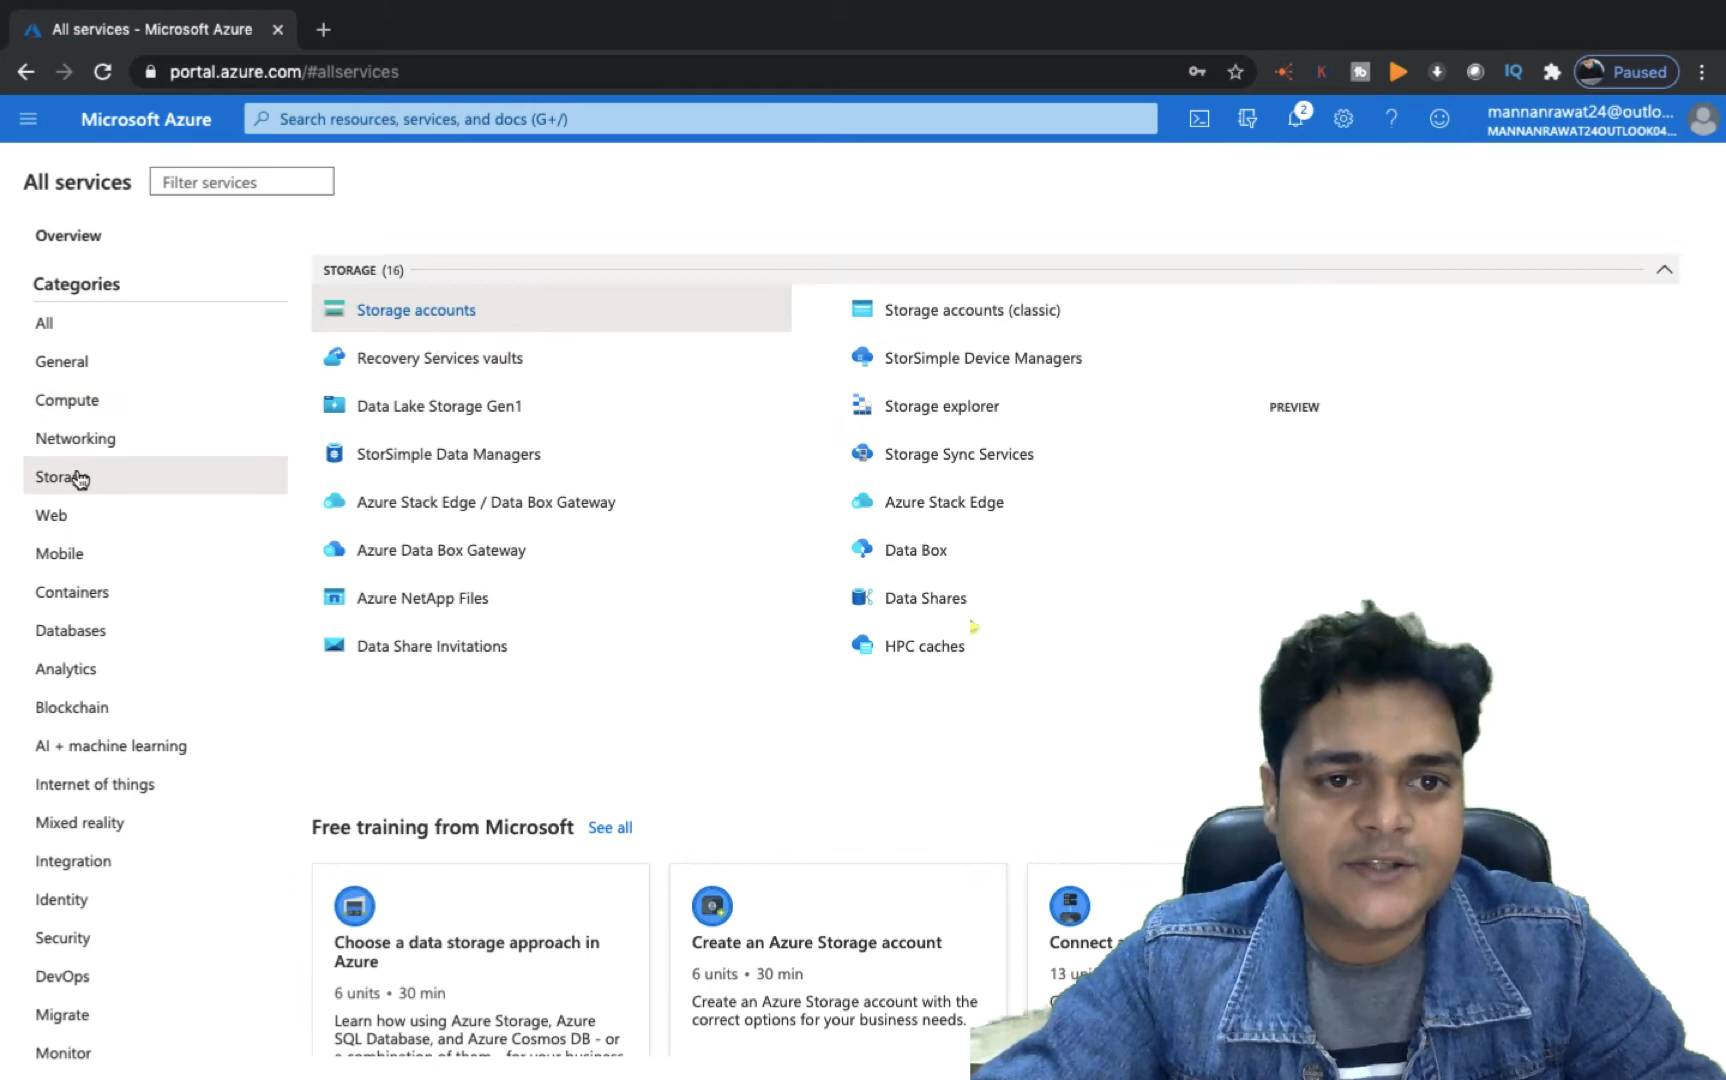 All services - Microsoft Azure
portal.azure.com/#allservices
Paused
Microsoft Azure
Search resources, services, and docs (G+/)
2
mannanrawat24@outlo...
MANNANRAWAT24OUTLOOK04...
All services
Filter services
Overview
Categories
All
General
Compute
Networking
Web
Mobile
Containers
Databases
Analytics
Blockchain
AI + machine learning
Internet of things
Mixed reality
Integration
Identity
Security
DevOps
Migrate
Monitor
STORAGE (16)
Storage accounts
Storage accounts (classic)
Recovery Services vaults
StorSimple Device Managers
Data Lake Storage Gen1
Storage explorer
PREVIEW
StorSimple Data Managers
Storage Sync Services
Azure Stack Edge / Data Box Gateway
Azure Stack Edge
Azure Data Box Gateway
Data Box
Azure NetApp Files
Data Shares
Data Share Invitations
HPC caches
Free training from Microsoft See all
Choose a data storage approach in
Azure
6 units • 30 min
Learn how using Azure Storage, Azure
SQL Database, and Azure Cosmos DB - or
Create an Azure Storage account
6 units • 30 min
Create an Azure Storage account with the
correct options for your business needs.
Connect
13